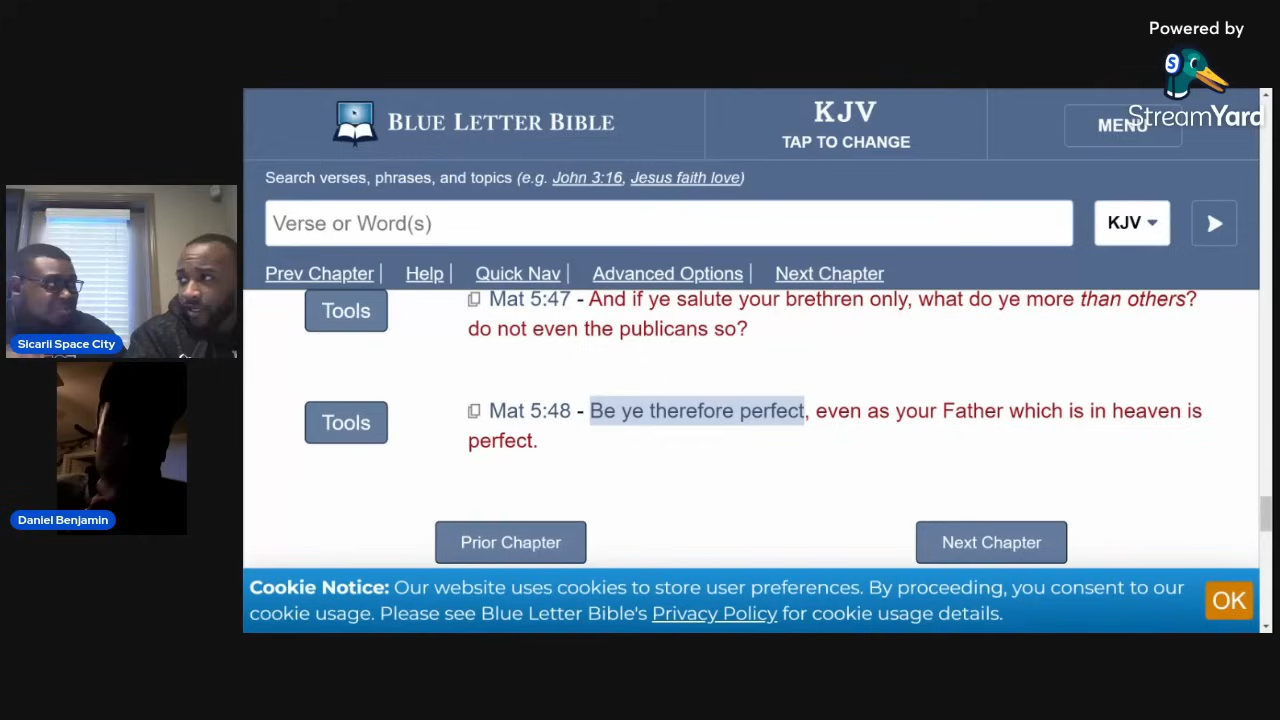 Powered by
S
StreamYard
BLUE LETTER BIBLE
KJV
TAP TO CHANGE
MENU
Search verses, phrases, and topics (e.g. John 3:16, Jesus faith love)
Verse or Word(s)
KJV
Prev Chapter | Help | Quick Nav | Advanced Options | Next Chapter
Tools
Mat 5:47 - And if ye salute your brethren only, what do ye more than others?
do not even the publicans so?
Tools
Mat 5:48 - Be ye therefore perfect, even as your Father which is in heaven is
perfect.
Prior Chapter
Next Chapter
Cookie Notice: Our website uses cookies to store user preferences. By proceeding, you consent to our
cookie usage. Please see Blue Letter Bible's Privacy Policy for cookie usage details.
OK
Sicarii Space City
Daniel Benjamin